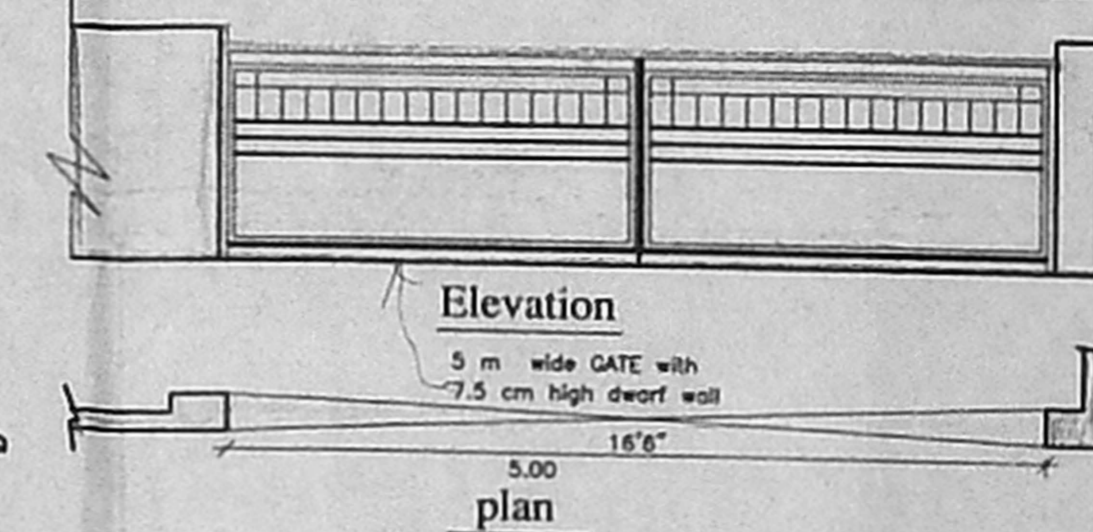 Elevation
5 m wide GATE with
7.5 cm high dwarf wall
16'6"
5.00
plan